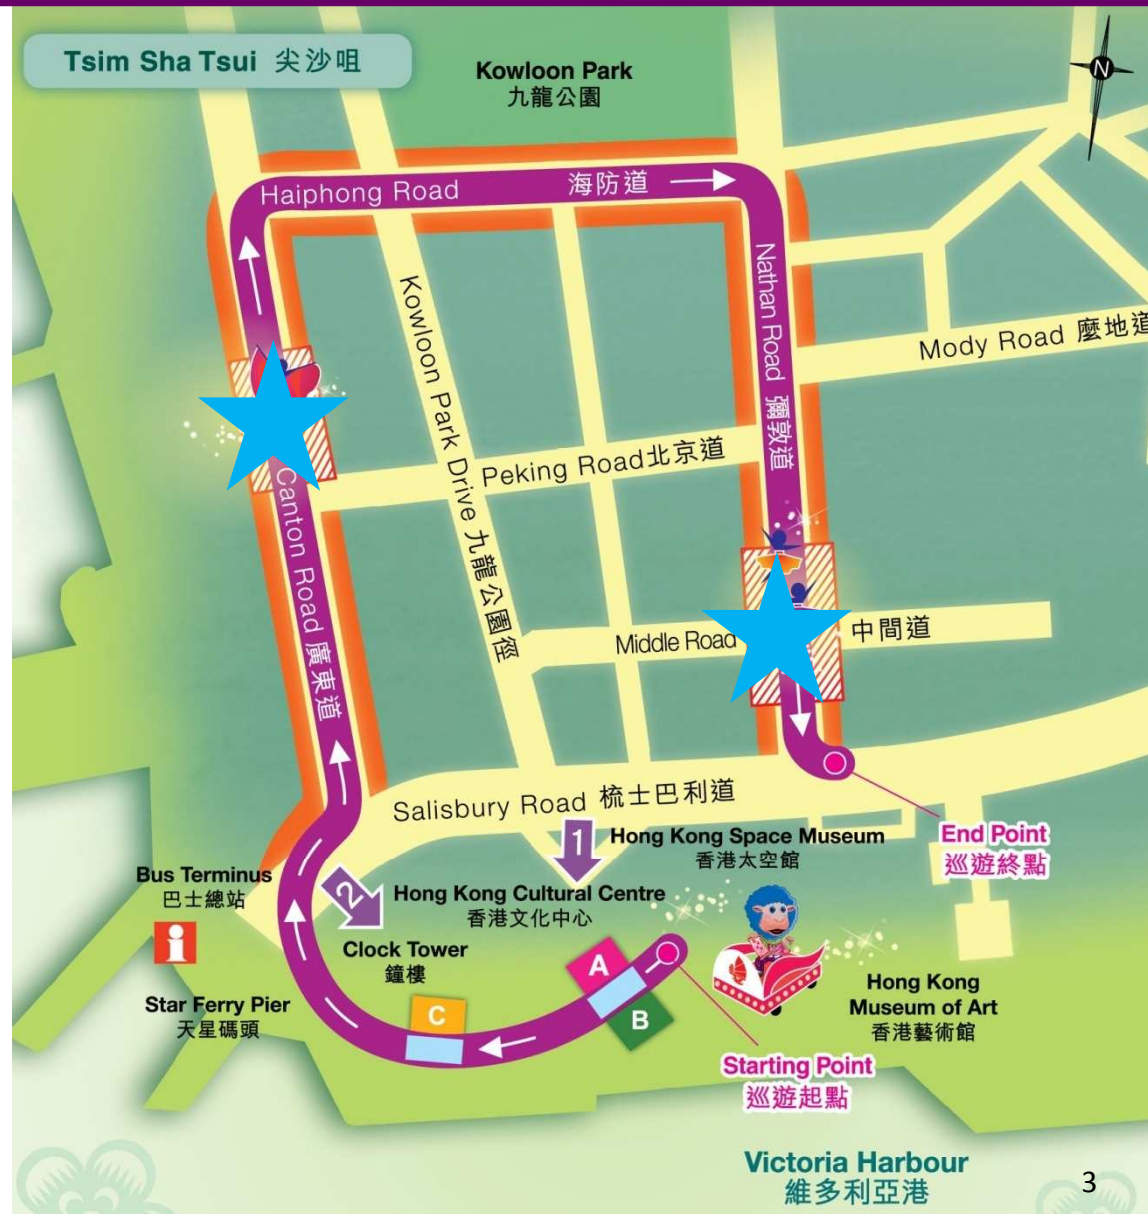 Tsim Sha Tsui 尖沙咀
Kowloon Park
九龍公園
N
Haiphong Road 海防道
Nathan Road 彌敦道
Kowloon Park Drive 九龍公園徑
Mody Road 麼地道
Peking Road北京道
Canton Road 廣東道
Middle Road 中間道
Salisbury Road 梳士巴利道
1
Hong Kong Space Museum
香港太空館
End Point
巡遊終點
Bus Terminus
巴士總站
2
Hong Kong Cultural Centre
香港文化中心
i
Clock Tower
鐘樓
A
B
C
Star Ferry Pier
天星碼頭
Hong Kong
Museum of Art
香港藝術館
Starting Point
巡遊起點
Victoria Harbour
維多利亞港
3